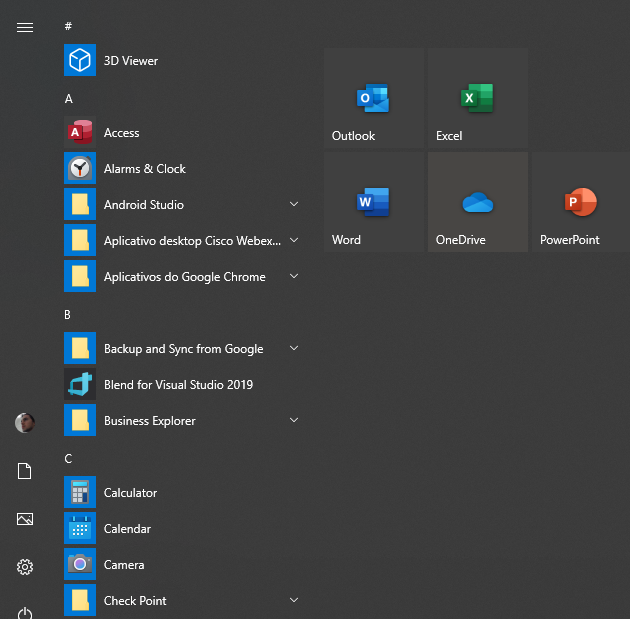 #
3D Viewer
A
Access
Alarms & Clock
Android Studio
Aplicativo desktop Cisco Webex...
Aplicativos do Google Chrome
B
Backup and Sync from Google
Blend for Visual Studio 2019
Business Explorer
C
Calculator
Calendar
Camera
Check Point
Outlook
Excel
Word
OneDrive
PowerPoint